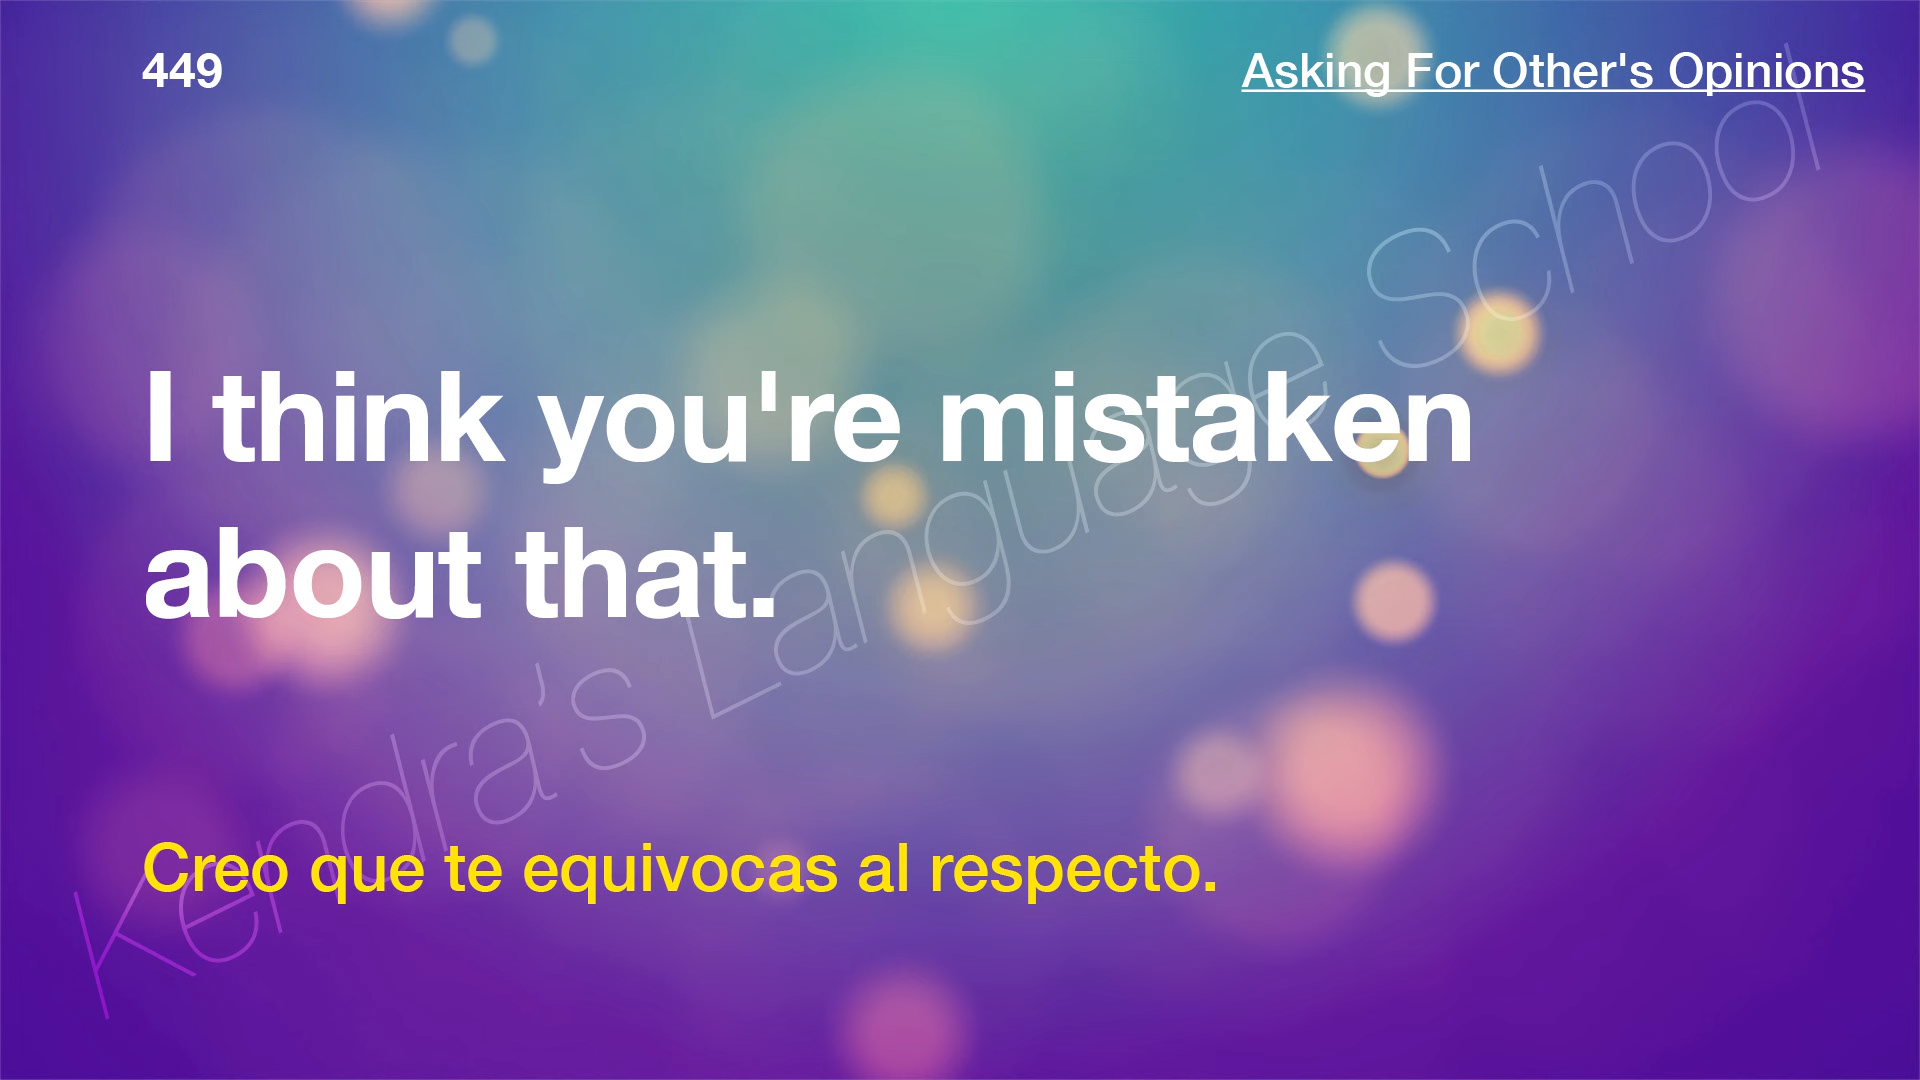 449
Asking For Other's Opinions
I think you're mistaken
about that.
Creo que te equivocas al respecto.
Kendra’s Language School